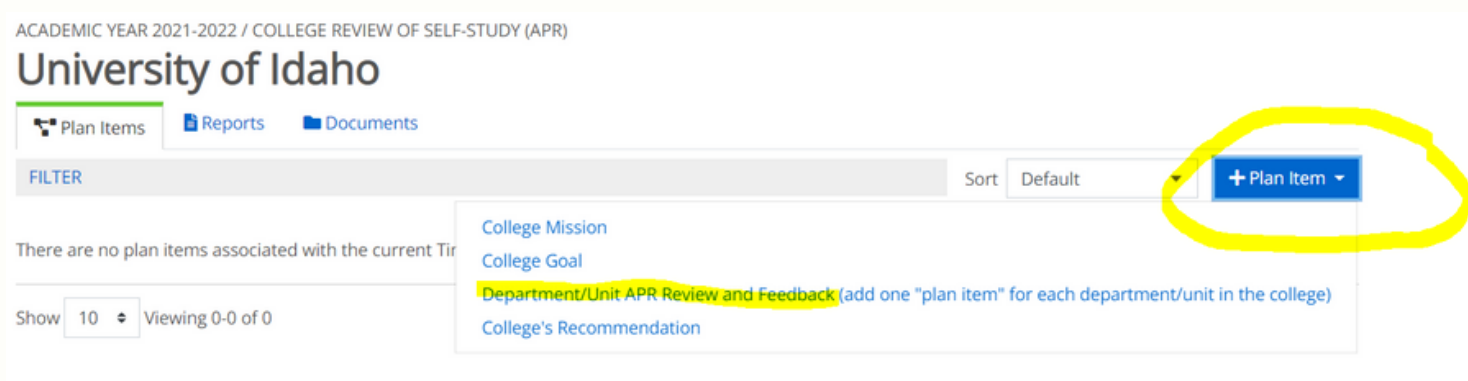 ACADEMIC YEAR 2021-2022 / COLLEGE REVIEW OF SELF-STUDY (APR)
University of Idaho
Plan Items Reports Documents
FILTER Sort Default + Plan Item
College Mission
There are no plan items associated with the current
College Goal
Department/Unit APR Review and Feedback (add one "plan item" for each department/unit in the college)
Show 10 Viewing 0-0 of 0
College's Recommendation